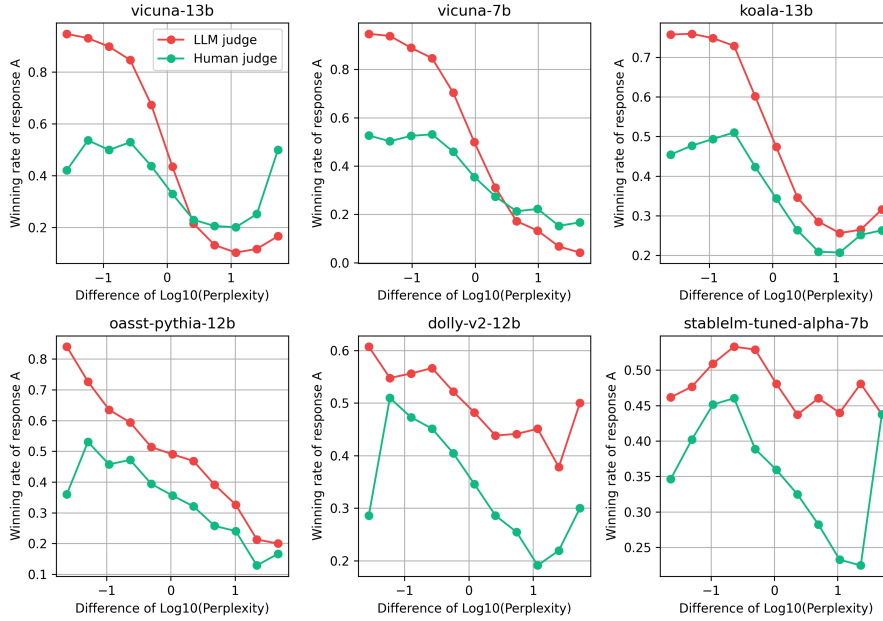 vicuna-13b
Winning rate of response A
0.8
0.6
0.4
0.2
−1
0
1
Difference of Log10(Perplexity)
LLM judge
Human judge
vicuna-7b
Winning rate of response A
0.8
0.6
0.4
0.2
0.0
−1
0
1
Difference of Log10(Perplexity)
koala-13b
Winning rate of response A
0.7
0.6
0.5
0.4
0.3
0.2
−1
0
1
Difference of Log10(Perplexity)
oasst-pythia-12b
Winning rate of response A
0.8
0.7
0.6
0.5
0.4
0.3
0.2
0.1
−1
0
1
Difference of Log10(Perplexity)
dolly-v2-12b
Winning rate of response A
0.6
0.5
0.4
0.3
0.2
−1
0
1
Difference of Log10(Perplexity)
stablelm-tuned-alpha-7b
Winning rate of response A
0.50
0.45
0.40
0.35
0.30
0.25
−1
0
1
Difference of Log10(Perplexity)